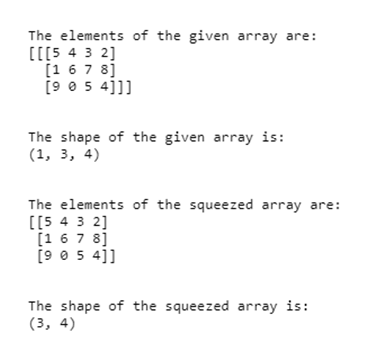 The elements of the given array are:
[[[5 4 3 2]
[1 6 7 8]
[9 0 5 4]]]
The shape of the given array is:
(1, 3, 4)
The elements of the squeezed array are:
[[5 4 3 2]
[1 6 7 8]
[9 0 5 4]]
The shape of the squeezed array is:
(3, 4)